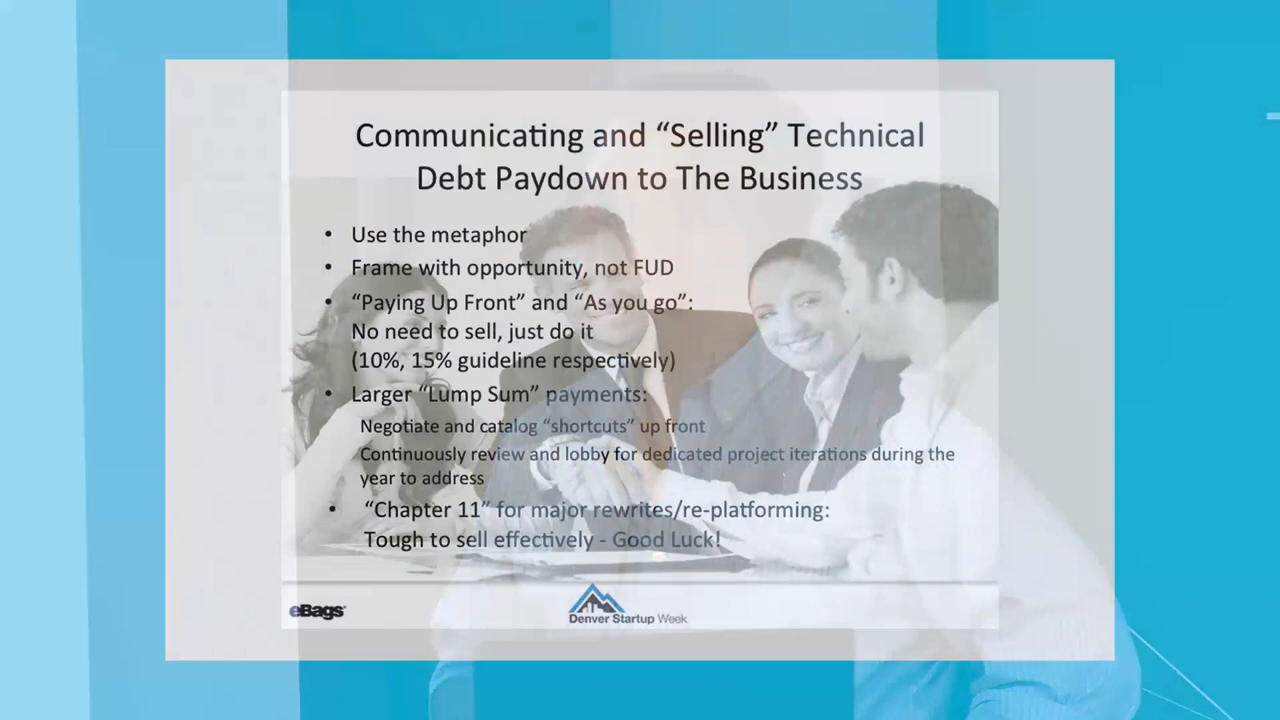 Communicating and “Selling” Technical
Debt Paydown to The Business
• Use the metaphor
• Frame with opportunity, not FUD
• “Paying Up Front” and “As you go”:
No need to sell, just do it
(10%, 15% guideline respectively)
• Larger “Lump Sum” payments:
Negotiate and catalog “shortcuts” up front
Continuously review and lobby for dedicated project iterations during the
year to address
• “Chapter 11” for major rewrites/re-platforming:
Tough to sell effectively - Good Luck!
eBags
Denver Startup Week